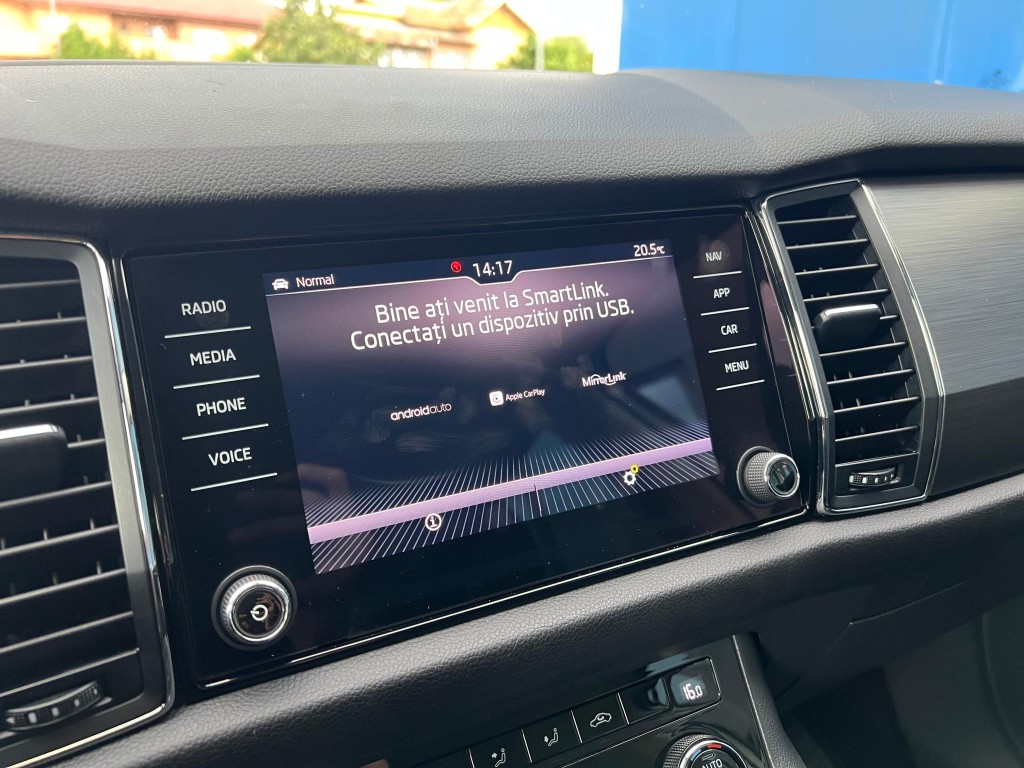 Normal
14:17
20.5℃
Bine ați venit la SmartLink.
Conectați un dispozitiv prin USB.
androidauto
Apple CarPlay
MirrorLink
RADIO
MEDIA
PHONE
VOICE
NAV
APP
CAR
MENU
16.0
AUTO